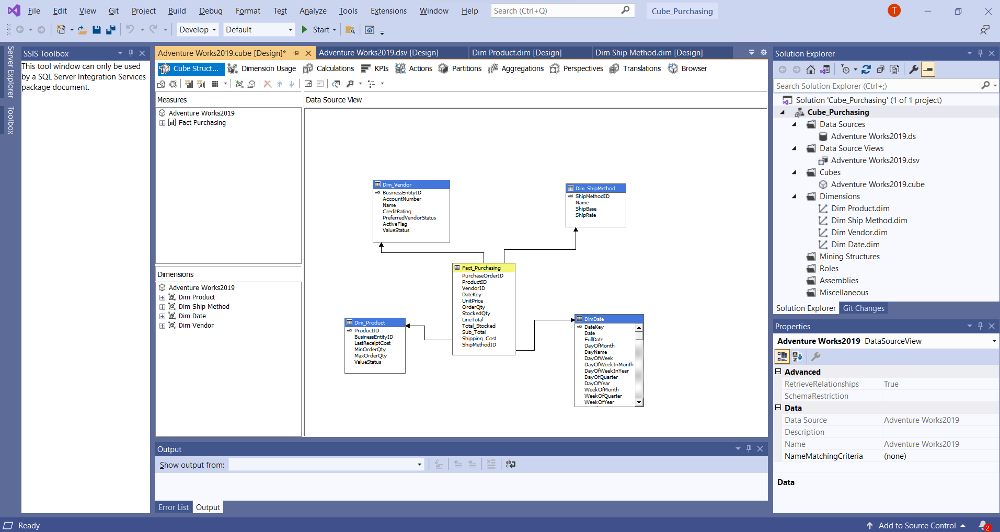 File Edit View Git Project Build Debug Format Test Analyze Tools Extensions Window Help Search (Ctrl+Q) Cube_Purchasing T
Develop Default Start
Server Explorer
Toolbox
SSIS Toolbox
This tool window can only be used
by a SQL Server Integration Services
package document.
Adventure Works2019.cube [Design]* Adventure Works2019.dsv [Design] Dim Product.dim [Design] Dim Ship Method.dim [Design]
Cube Struct... Dimension Usage Calculations KPIs Actions Partitions Aggregations Perspectives Translations Browser
Measures
Adventure Works2019
Fact Purchasing
Dimensions
Adventure Works2019
Dim Product
Dim Ship Method
Dim Date
Dim Vendor
Data Source View
Dim_Vendor
BusinessEntityID
AccountNumber
Name
CreditRating
PreferredVendorStatus
ActiveFlag
ValueStatus
Dim_ShipMethod
ShipMethodID
Name
ShipBase
ShipRate
Fact_Purchasing
PurchaseOrderID
ProductID
VendorID
DateKey
UnitPrice
OrderQty
StockedQty
LineTotal
Total_Stocked
Sub_Total
Shipping_Cost
ShipMethodID
Dim_Product
ProductID
BusinessEntityID
LastReceiptCost
MinOrderQty
MaxOrderQty
ValueStatus
DimDate
DateKey
Date
FullDate
DayOfMonth
DayName
DayOfWeek
DayOfWeekInMonth
DayOfWeekInYear
DayOfQuarter
DayOfYear
WeekOfMonth
WeekOfQuarter
WeekOfYear
Output
Show output from:
Error List Output
Solution Explorer
Search Solution Explorer (Ctrl+;)
Solution 'Cube_Purchasing' (1 of 1 project)
Cube_Purchasing
Data Sources
Adventure Works2019.ds
Data Source Views
Adventure Works2019.dsv
Cubes
Adventure Works2019.cube
Dimensions
Dim Product.dim
Dim Ship Method.dim
Dim Vendor.dim
Dim Date.dim
Mining Structures
Roles
Assemblies
Miscellaneous
Solution Explorer Git Changes
Properties
Adventure Works2019 DataSourceView
Advanced
RetrieveRelationships True
SchemaRestriction
Data
Data Source Adventure Works2019
Description
Name Adventure Works2019
NameMatchingCriteria (none)
Data
Ready Add to Source Control 2